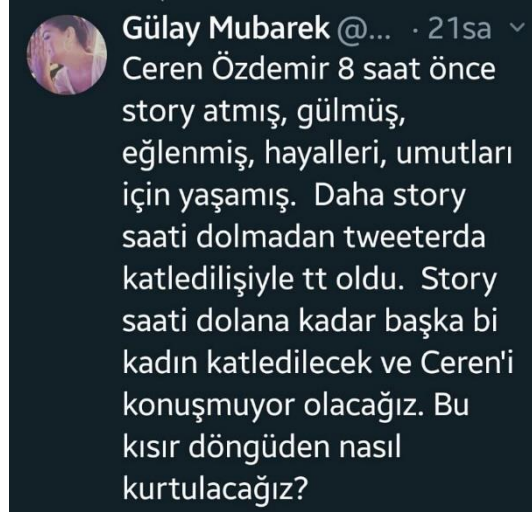 Gülay Mubarek @... · 21sa
Ceren Özdemir 8 saat önce
story atmış, gülmüş,
eğlenmiş, hayalleri, umutları
için yaşamış.  Daha story
saati dolmadan tweeterda
katledilişiyle tt oldu.  Story
saati dolana kadar başka bi
kadın katledilecek ve Ceren'i
konuşmuyor olacağız. Bu
kısır döngüden nasıl
kurtulacağız?